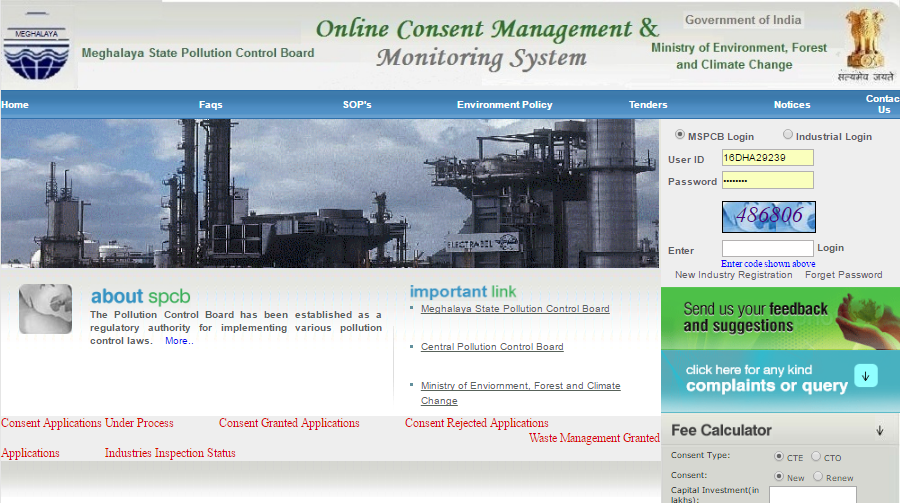 MEGHALAYA
Meghalaya State Pollution Control Board
Online Consent Management &
Monitoring System
Government of India
Ministry of Environment, Forest
and Climate Change
सत्यमेव जयते
Home Faqs SOP's Environment Policy Tenders Notices Contac
Us
ELECTRABEL
MSPCB Login Industrial Login
User ID 16DHA29239
Password ••••••••
486806
Enter Login
Enter code shown above
New Industry Registration Forget Password
about spcb
The Pollution Control Board has been established as a
regulatory authority for implementing various pollution
control laws. More..
important link
Meghalaya State Pollution Control Board
Central Pollution Control Board
Ministry of Enviornment, Forest and Climate
Change
Send us your feedback
and suggestions
click here for any kind
complaints or query
Consent Applications Under Process Consent Granted Applications Consent Rejected Applications
Waste Management Granted
Applications Industries Inspection Status
Fee Calculator
Consent Type: CTE CTO
Consent: New Renew
Capital Investment(in
lakhs):